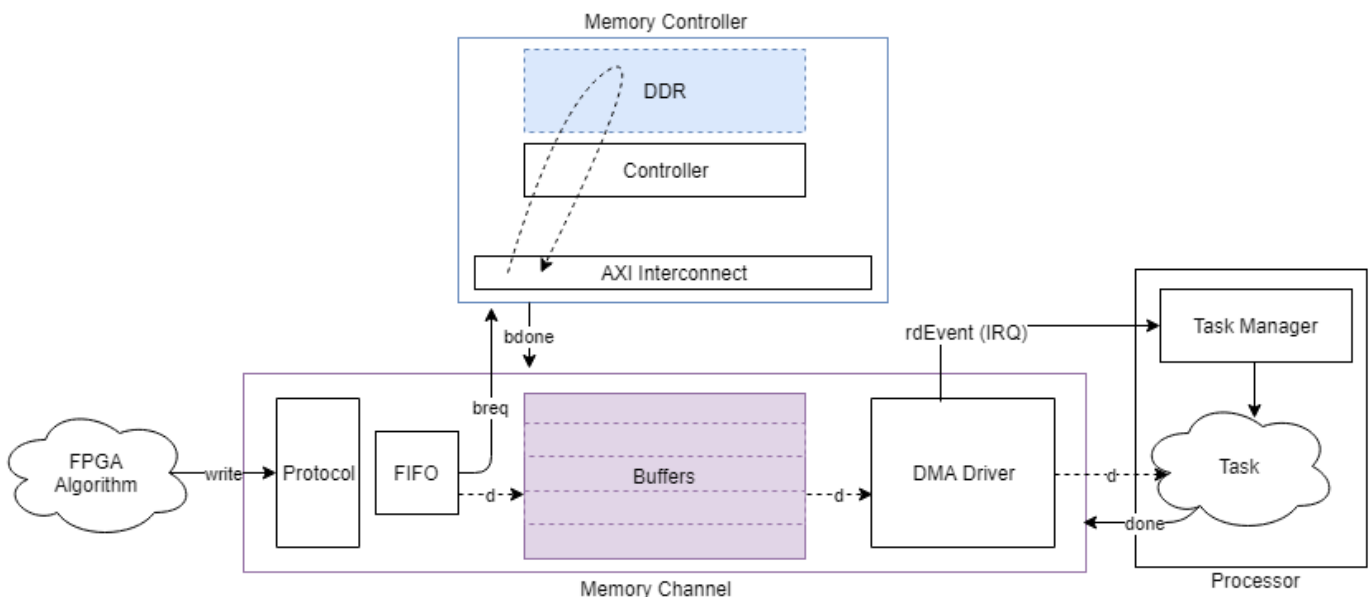 Memory Controller
DDR
Controller
AXI Interconnect
bdone
breq
rdEvent (IRQ)
Task Manager
FPGA
Algorithm
write
Protocol
FIFO
d
Buffers
d
DMA Driver
d
Task
done
Memory Channel
Processor